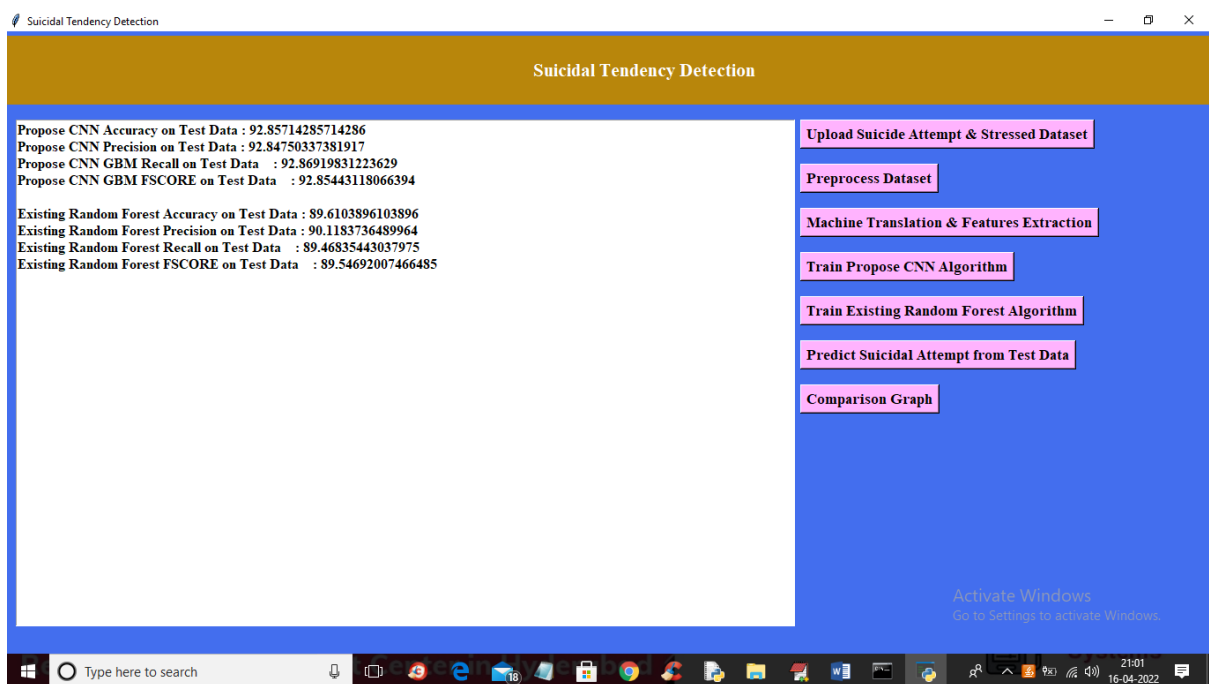 Suicidal Tendency Detection
Suicidal Tendency Detection
Propose CNN Accuracy on Test Data : 92.85714285714286
Propose CNN Precision on Test Data : 92.84750337381917
Propose CNN GBM Recall on Test Data : 92.86919831223629
Propose CNN GBM FSCORE on Test Data : 92.85443118066394
Existing Random Forest Accuracy on Test Data : 89.6103896103896
Existing Random Forest Precision on Test Data : 90.1183736489964
Existing Random Forest Recall on Test Data : 89.46835443037975
Existing Random Forest FSCORE on Test Data : 89.54692007466485
Upload Suicide Attempt & Stressed Dataset
Preprocess Dataset
Machine Translation & Features Extraction
Train Propose CNN Algorithm
Train Existing Random Forest Algorithm
Predict Suicidal Attempt from Test Data
Comparison Graph
Activate Windows
Go to Settings to activate Windows.
Type here to search
18
21:01
16-04-2022